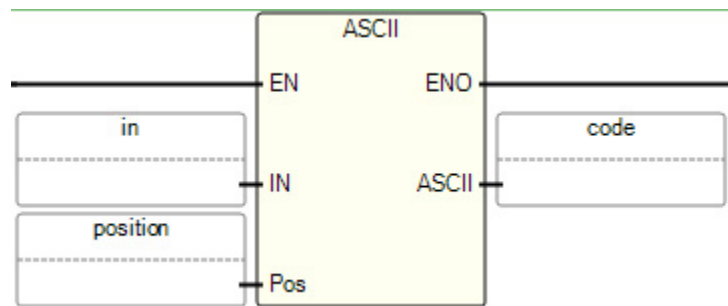 ASCII
EN ENO
in code
IN ASCII
position
Pos